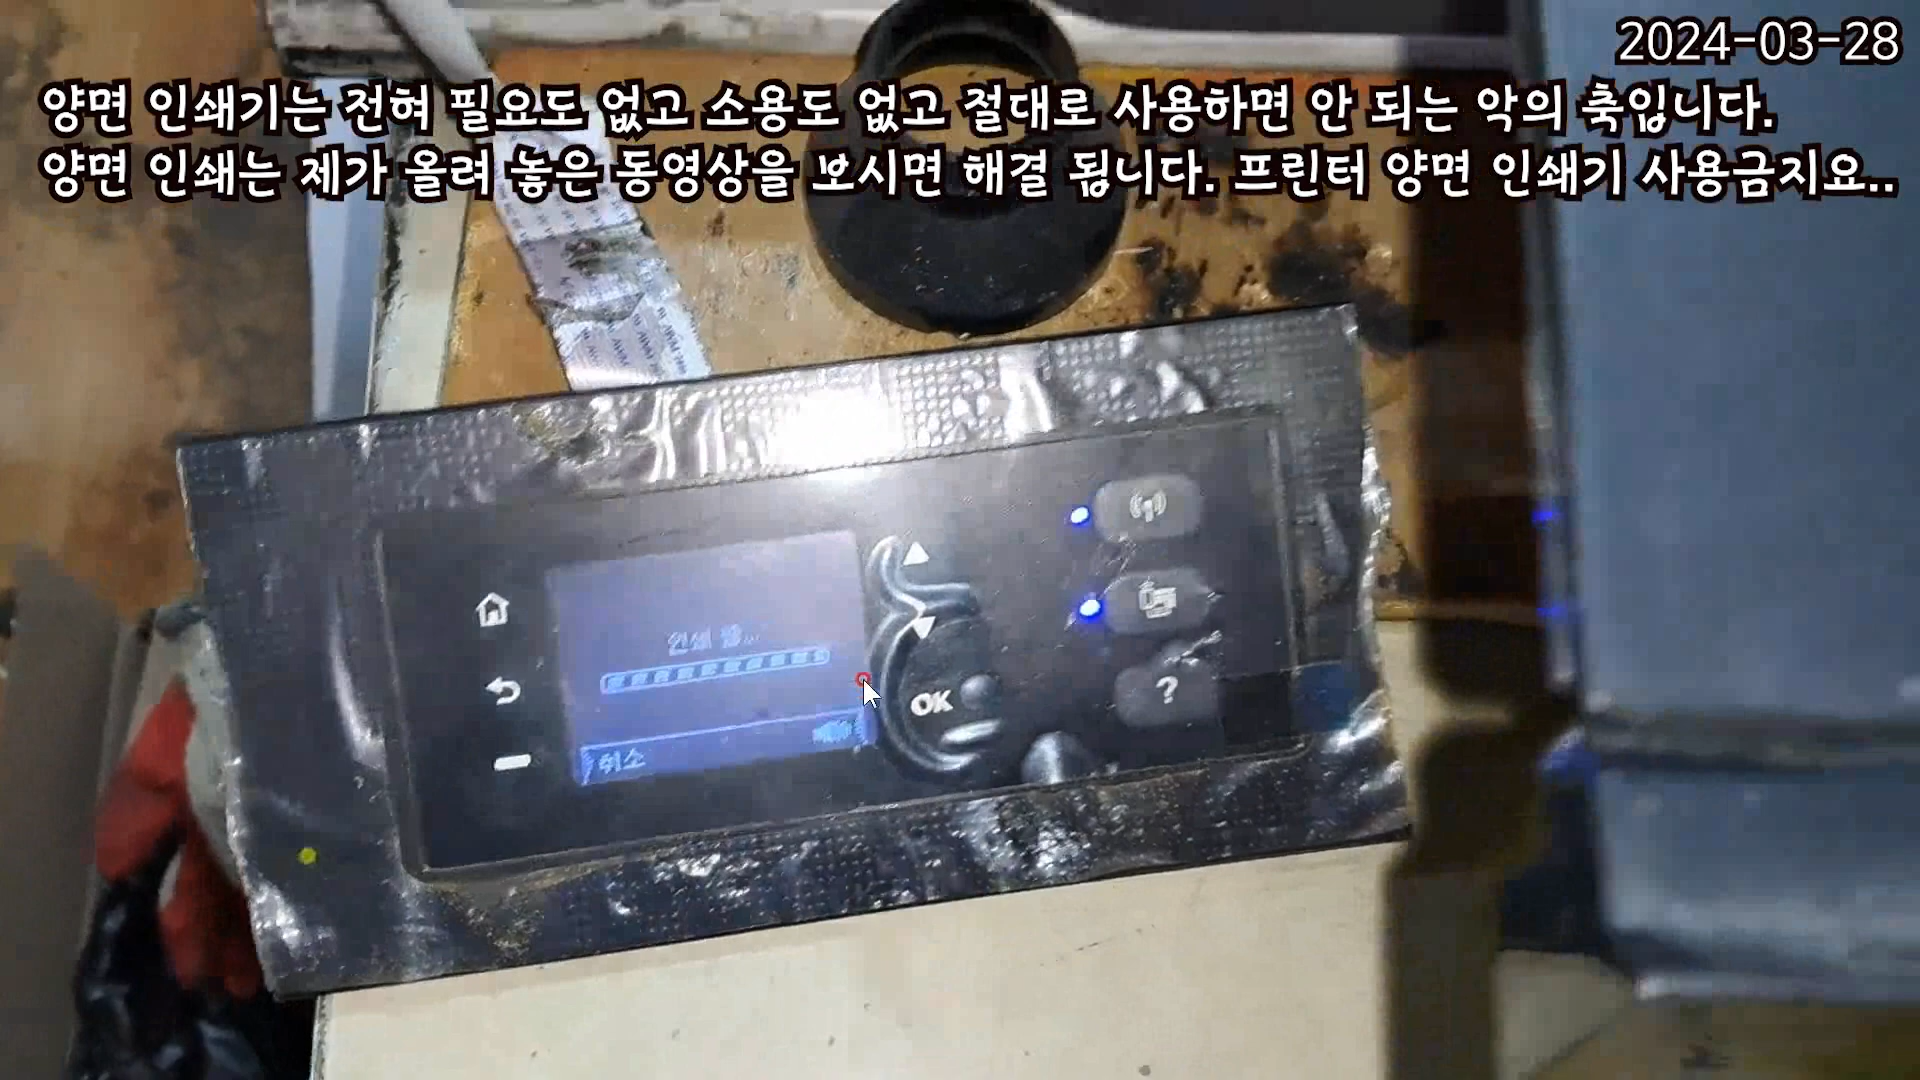 2024-03-28
양면 인쇄기는 전혀 필요도 없고 소용도 없고 절대로 사용하면 안 되는 악의 축입니다.
양면 인쇄는 제가 올려 놓은 동영상을 보시면 해결 됩니다. 프린터 양면 인쇄기 사용금지요..
인쇄 중...
OK
?
취소